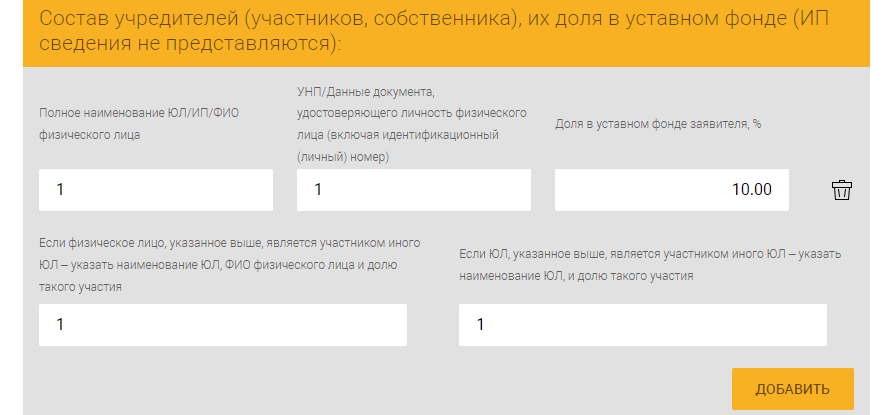 Состав учредителей (участников, собственника), их доля в уставном фонде (ИП
сведения не представляются):
Полное наименование ЮЛ/ИП/ФИО
физического лица
УНП/Данные документа,
удостоверяющего личность физического
лица (включая идентификационный
(личный) номер)
Доля в уставном фонде заявителя, %
1
1
10.00
Если физическое лицо, указанное выше, является участником иного
ЮЛ – указать наименование ЮЛ, ФИО физического лица и долю
такого участия
Если ЮЛ, указанное выше, является участником иного ЮЛ – указать
наименование ЮЛ, и долю такого участия
1
1
ДОБАВИТЬ